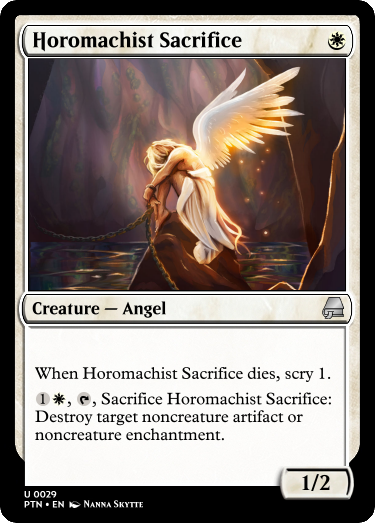 Horomachist Sacrifice
Creature — Angel
When Horomachist Sacrifice dies, scry 1.
1, , Sacrifice Horomachist Sacrifice:
Destroy target noncreature artifact or
noncreature enchantment.
1/2
U 0029
PTN • EN Nanna Skytte